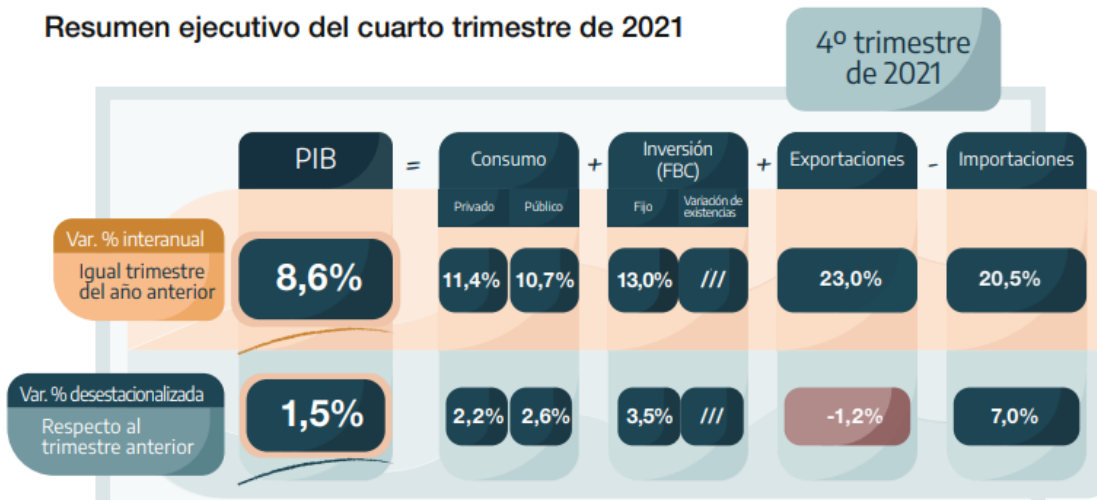 Resumen ejecutivo del cuarto trimestre de 2021
4º trimestre
de 2021
PIB = Consumo + Inversión (FBC) + Exportaciones - Importaciones
Privado Público Fijo Variación de existencias
Var. % interanual
Igual trimestre
del año anterior
8,6% 11,4% 10,7% 13,0% /// 23,0% 20,5%
Var. % desestacionalizada
Respecto al
trimestre anterior
1,5% 2,2% 2,6% 3,5% /// -1,2% 7,0%